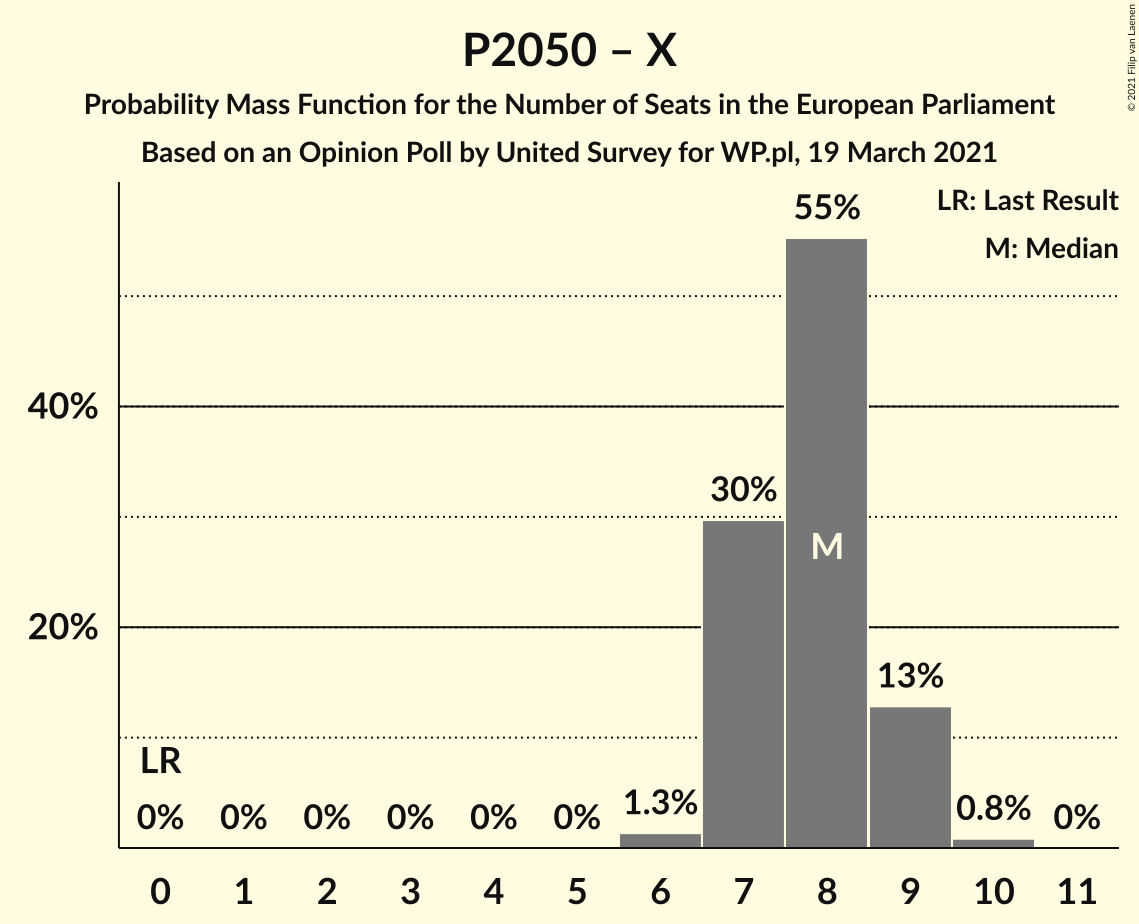 P2050 – X
Probability Mass Function for the Number of Seats in the European Parliament
Based on an Opinion Poll by United Survey for WP.pl, 19 March 2021
© 2021 Filip van Laenen
LR: Last Result
M: Median
55%
40%
30%
M
20%
13%
LR
0% 0% 0% 0% 0% 0% 1.3% 0.8% 0%
0 1 2 3 4 5 6 7 8 9 10 11